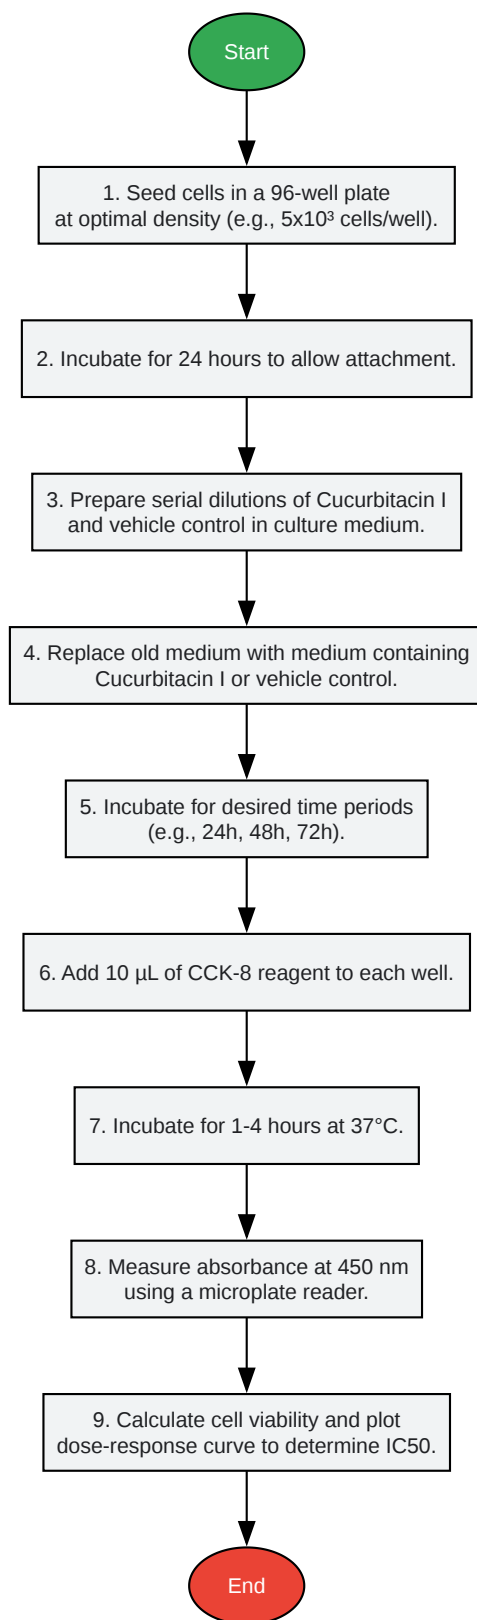 Start
1. Seed cells in a 96-well plate
at optimal density (e.g., 5x10³ cells/well).
2. Incubate for 24 hours to allow attachment.
3. Prepare serial dilutions of Cucurbitacin I
and vehicle control in culture medium.
4. Replace old medium with medium containing
Cucurbitacin I or vehicle control.
5. Incubate for desired time periods
(e.g., 24h, 48h, 72h).
6. Add 10 µL of CCK-8 reagent to each well.
7. Incubate for 1-4 hours at 37°C.
8. Measure absorbance at 450 nm
using a microplate reader.
9. Calculate cell viability and plot
dose-response curve to determine IC50.
End